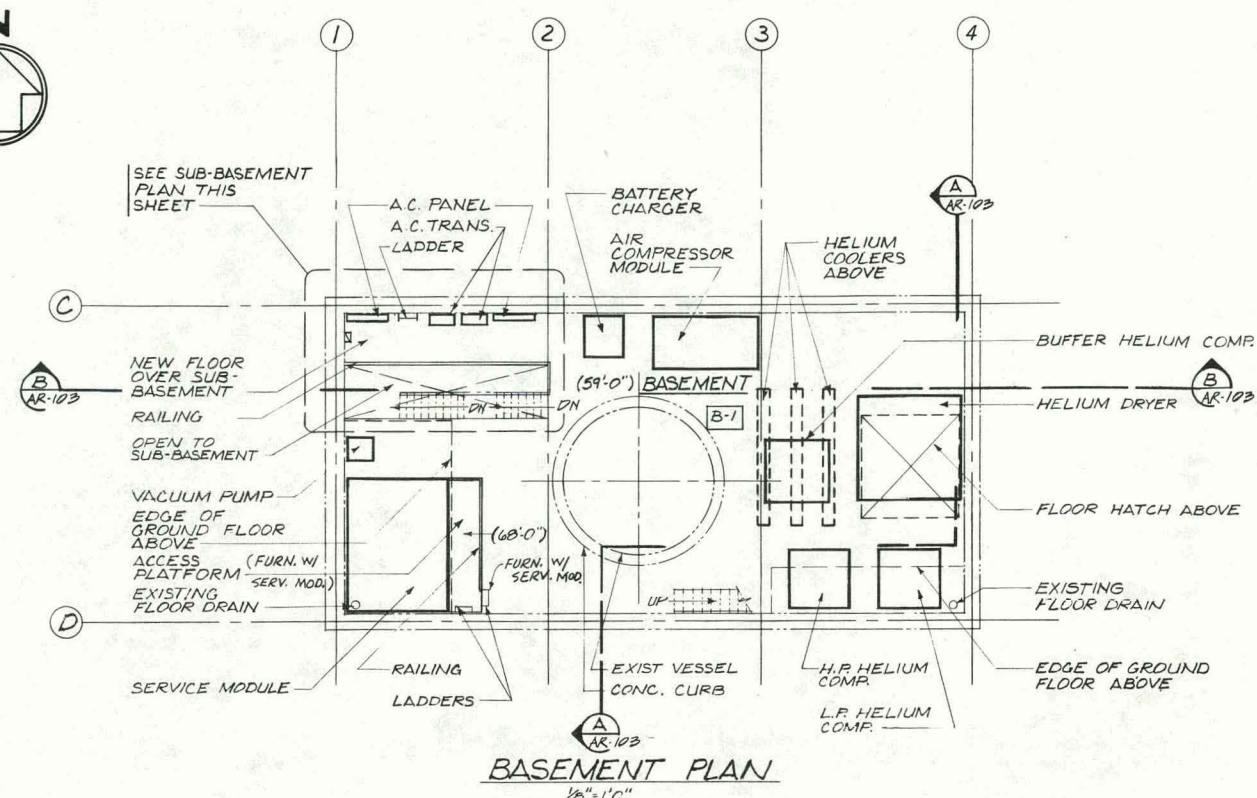 N
1
2
3
4
SEE SUB-BASEMENT
PLAN THIS
SHEET
A.C. PANEL
A.C. TRANS.
LADDER
BATTERY
CHARGER
AIR
COMPRESSOR
MODULE
HELIUM
COOLERS
ABOVE
A
AR-103
C
BUFFER HELIUM COMP.
NEW FLOOR
OVER SUB-
BASEMENT
B
AR-103
RAILING
OPEN TO
SUB-BASEMENT
DN
DN
(59'-0")
BASEMENT
B-1
B
AR-103
HELIUM DRYER
VACUUM PUMP
EDGE OF
GROUND FLOOR
ABOVE
ACCESS (FURN. W/
PLATFORM SERV. MOD.)
EXISTING
FLOOR DRAIN
(68'-0")
FURN. W/
SERV. MOD.
FLOOR HATCH ABOVE
UP
EXISTING
FLOOR DRAIN
D
RAILING
SERVICE MODULE
LADDERS
EXIST VESSEL
CONC. CURB
H.P. HELIUM
COMP.
L.P. HELIUM
COMP.
EDGE OF GROUND
FLOOR ABOVE
A
AR-103
BASEMENT PLAN
1/8"=1'0"